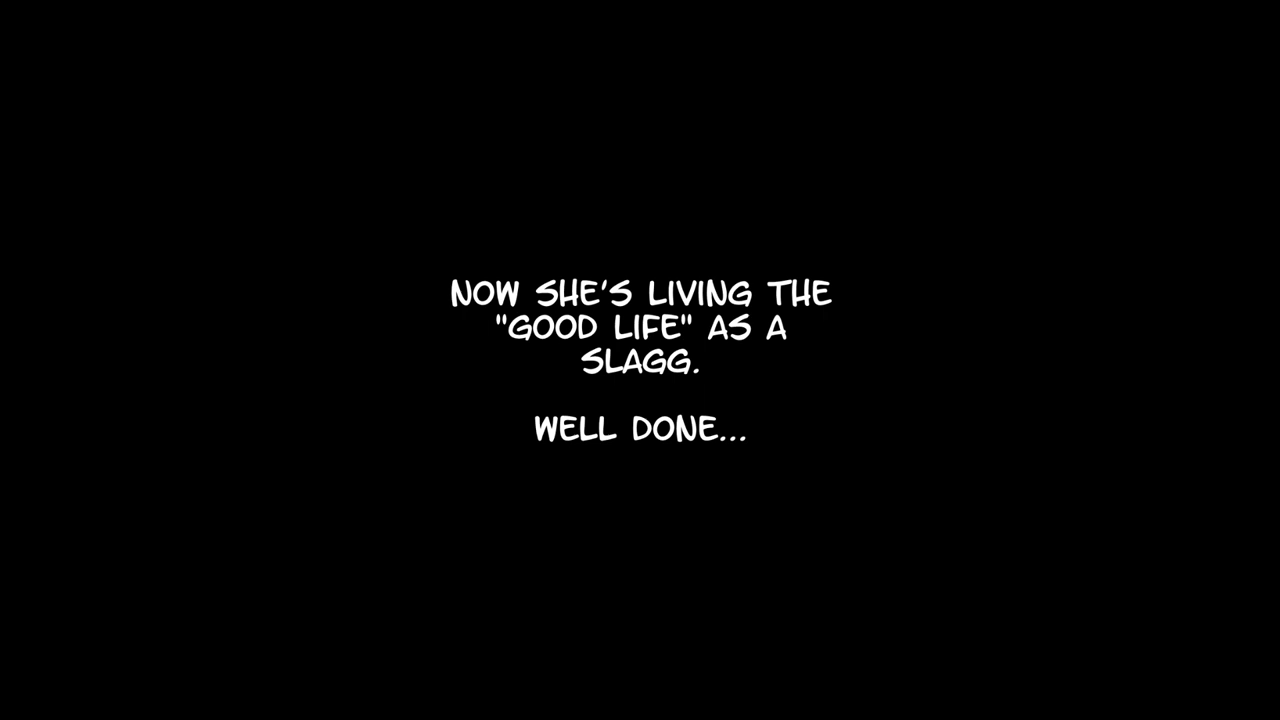 NOW SHE'S LIVING THE
"GOOD LIFE" AS A
SLAGG.
WELL DONE...